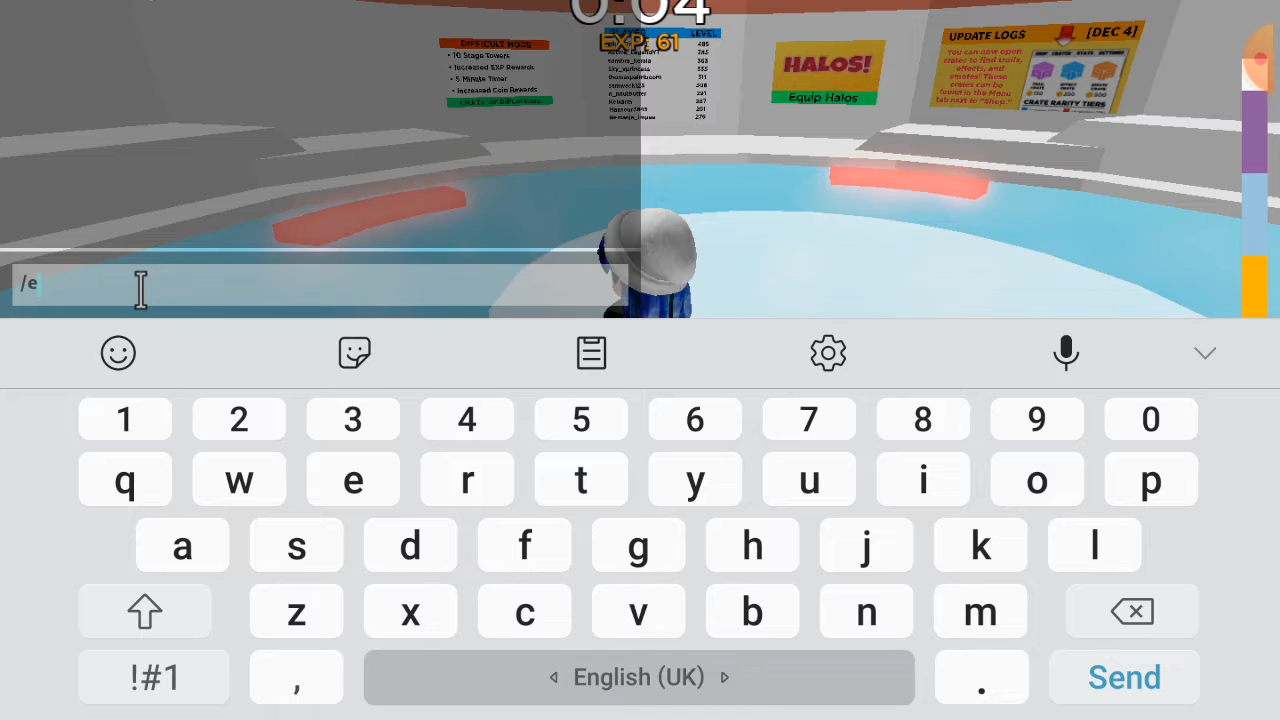 0:04
EXP: 61
DIFFICULT MODE
• 10 Stage Towers
• Increased EXP Rewards
• 5 Minute Timer
• Increased Coin Rewards
PLAYER LEVEL
HALOS!
Equip Halos
UPDATE LOGS [DEC 4]
You can now open
crates to find trails,
effects, and
emotes! These
crates can be
found in the Menu
tab next to "Shop."
CRATE RARITY TIERS
/e
1 2 3 4 5 6 7 8 9 0
q w e r t y u i o p
a s d f g h j k l
z x c v b n m
!#1 , English (UK) . Send